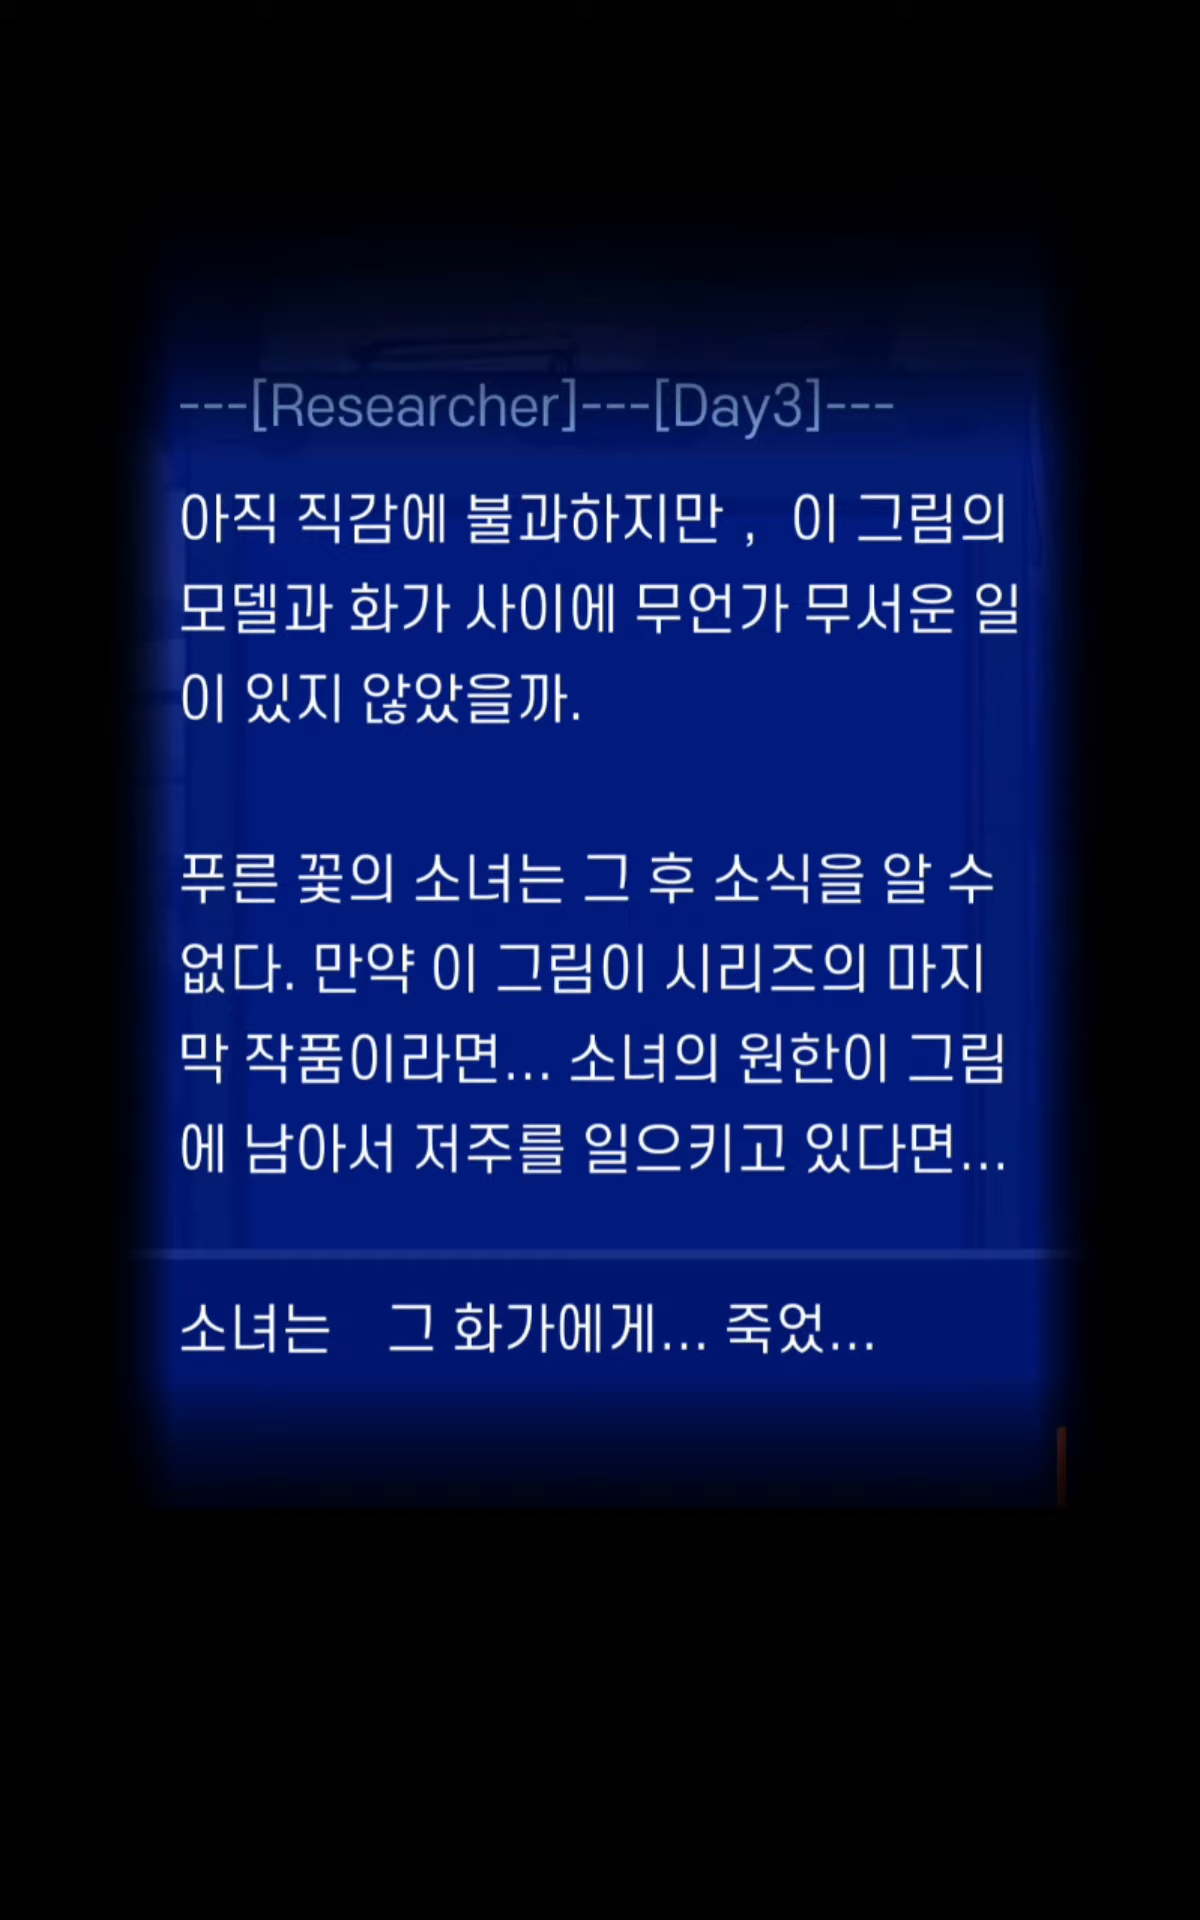 ---[Researcher]---[Day3]---
아직 직감에 불과하지만 , 이 그림의
모델과 화가 사이에 무언가 무서운 일
이 있지 않았을까.
푸른 꽃의 소녀는 그 후 소식을 알 수
없다. 만약 이 그림이 시리즈의 마지
막 작품이라면... 소녀의 원한이 그림
에 남아서 저주를 일으키고 있다면...
소녀는 그 화가에게... 죽었...